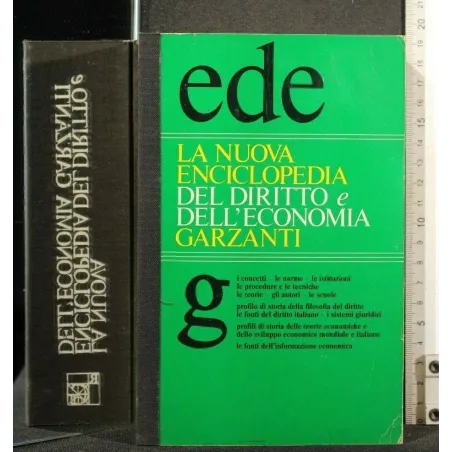 LA NUOVA
ENCICLOPEDIA DEL DIRITTO e
DELL'ECONOMIA GARZANTI
ede
LA NUOVA
ENCICLOPEDIA
DEL DIRITTO e
DELL'ECONOMIA
GARZANTI
g
i concetti - le norme - le istituzioni
le procedure e le tecniche
le teorie - gli autori - le scuole
profilo di storia della filosofia del diritto
le fonti del diritto italiano - i sistemi giuridici
profili di storia delle teorie economiche e
dello sviluppo economico mondiale e italiano
le fonti dell'informazione economica